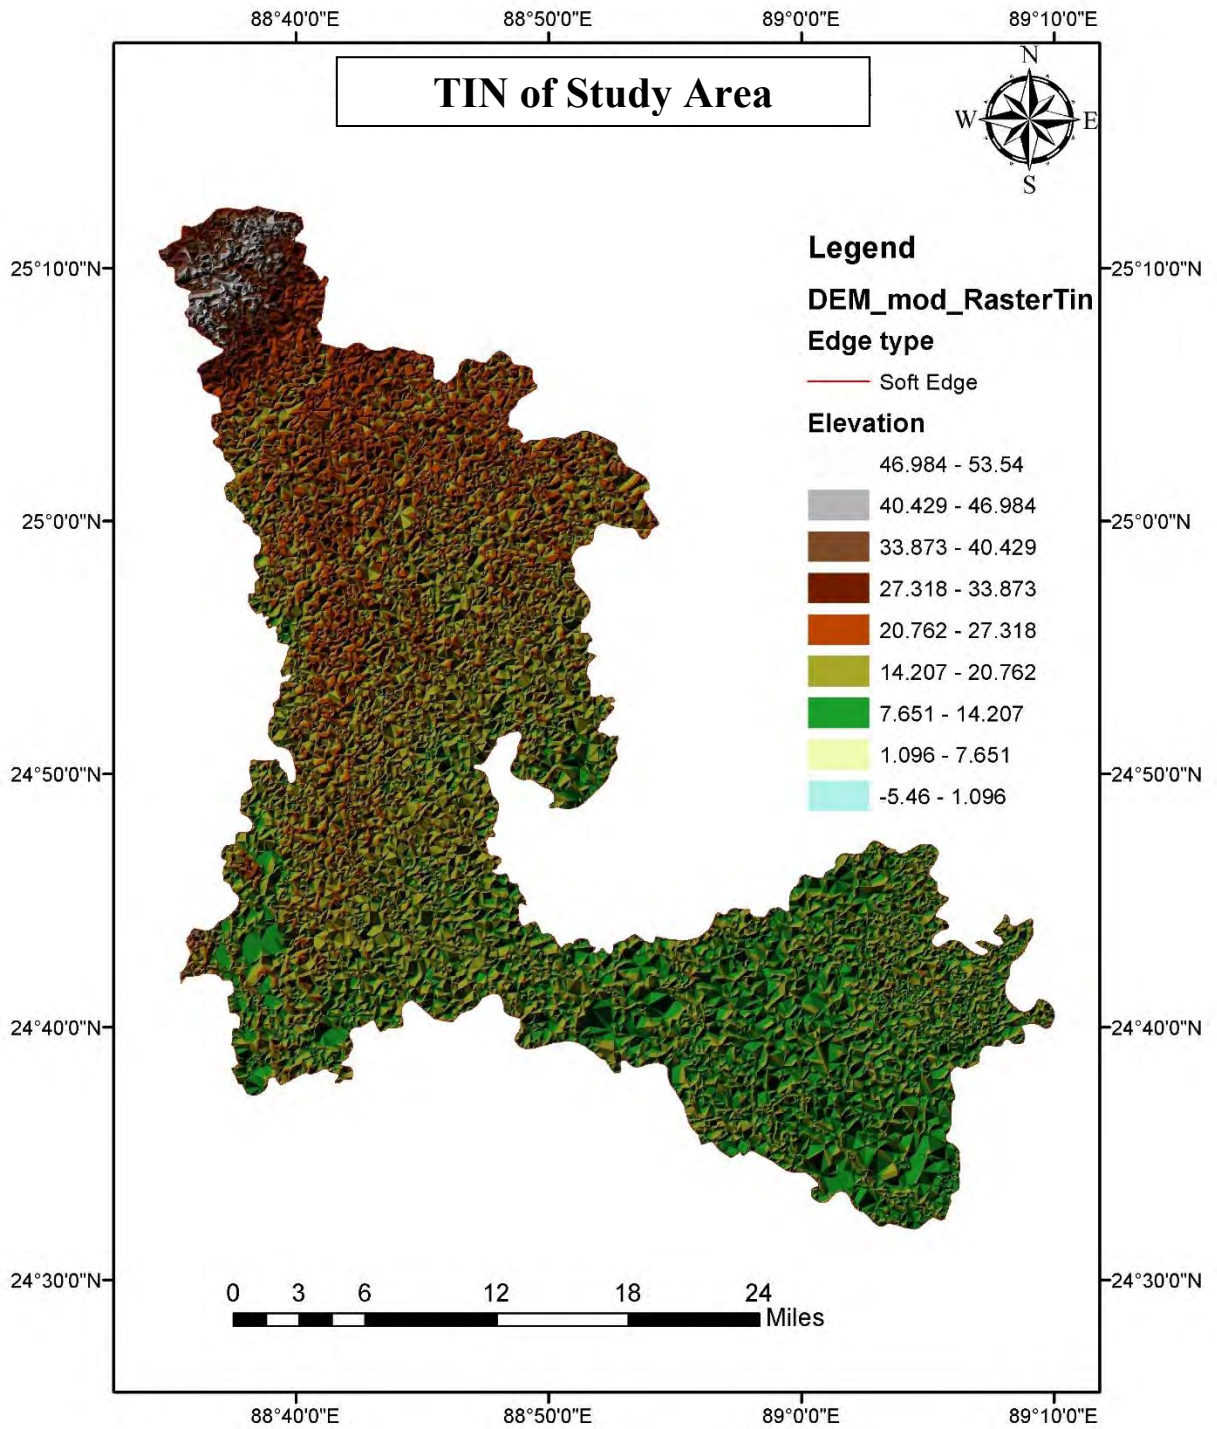 88°40'0"E 88°50'0"E 89°0'0"E 89°10'0"E
TIN of Study Area
N
W E
S
Legend
25°10'0"N 25°10'0"N
DEM_mod_RasterTin
Edge type
Soft Edge
Elevation
46.984 - 53.54
40.429 - 46.984
25°0'0"N 25°0'0"N
33.873 - 40.429
27.318 - 33.873
20.762 - 27.318
14.207 - 20.762
7.651 - 14.207
1.096 - 7.651
24°50'0"N 24°50'0"N
-5.46 - 1.096
24°40'0"N 24°40'0"N
24°30'0"N 24°30'0"N
0 3 6 12 18 24
Miles
88°40'0"E 88°50'0"E 89°0'0"E 89°10'0"E